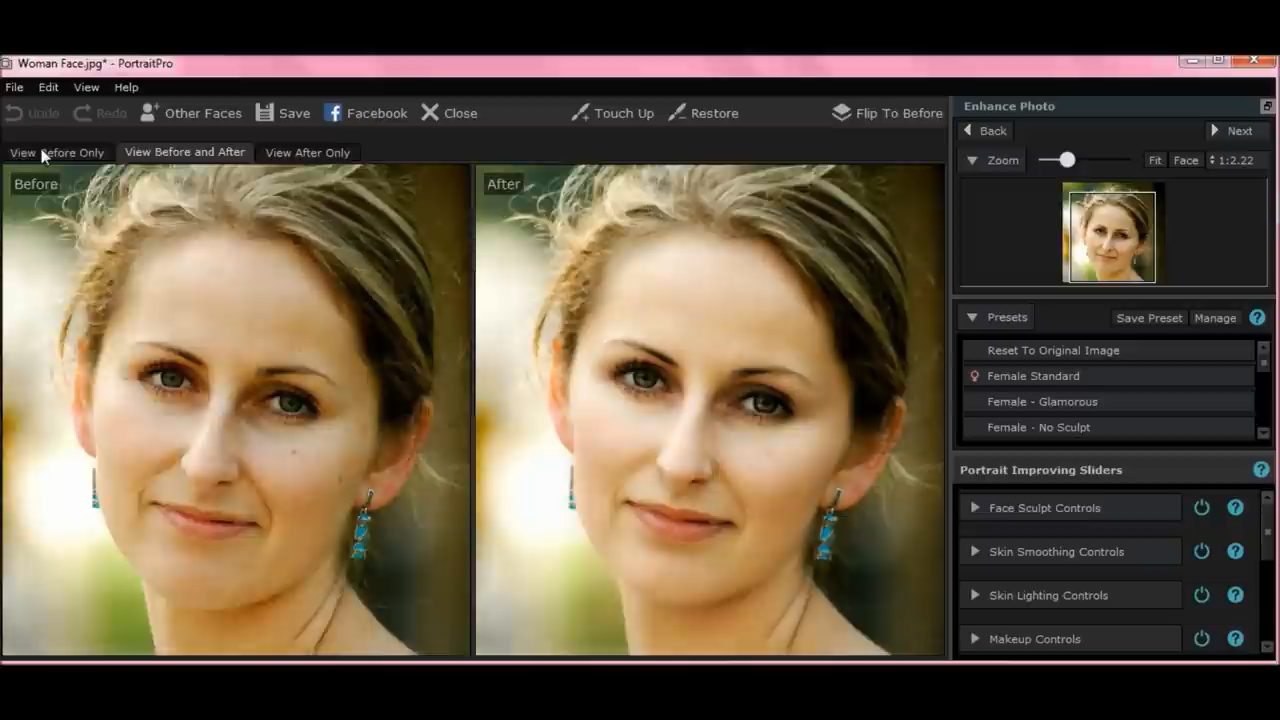 Woman Face.jpg* - PortraitPro
File Edit View Help
Undo Redo Other Faces Save Facebook Close Touch Up Restore Flip To Before
View Before Only View Before and After View After Only
Before
After
Enhance Photo
Back Next
Zoom Fit Face 1:2.22
Presets Save Preset Manage ?
Reset To Original Image
Female Standard
Female - Glamorous
Female - No Sculpt
Portrait Improving Sliders ?
Face Sculpt Controls ?
Skin Smoothing Controls ?
Skin Lighting Controls ?
Makeup Controls ?